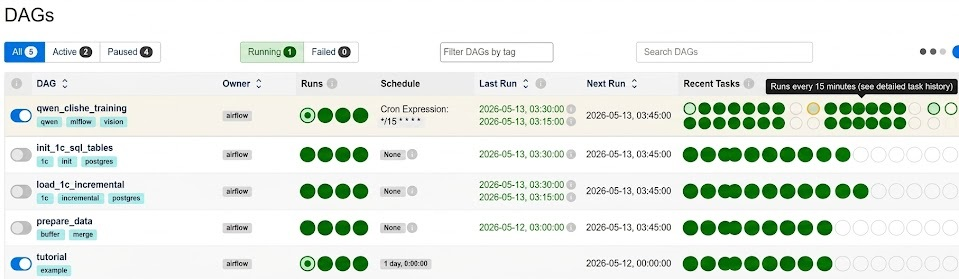 DAGs
All 5 Active 2 Paused 4 Running 1 Failed 0 Filter DAGs by tag Search DAGs
DAG Owner Runs Schedule Last Run Next Run Recent Tasks
Runs every 15 minutes (see detailed task history)
qwen_clishe_training airflow Cron Expression: 2026-05-13, 03:30:00 2026-05-13, 03:45:00
qwen mlflow vision */15 * * * * 2026-05-13, 03:15:00
init_1c_sql_tables airflow None 2026-05-13, 03:30:00 2026-05-13, 03:45:00
1c init postgres
load_1c_incremental airflow None 2026-05-13, 03:30:00 2026-05-13, 03:45:00
1c incremental postgres 2026-05-13, 03:15:00
prepare_data airflow None 2026-05-12, 03:00:00 2026-05-13, 03:45:00
buffer merge
tutorial airflow 1 day, 0:00:00 2026-05-12, 00:00:00
example